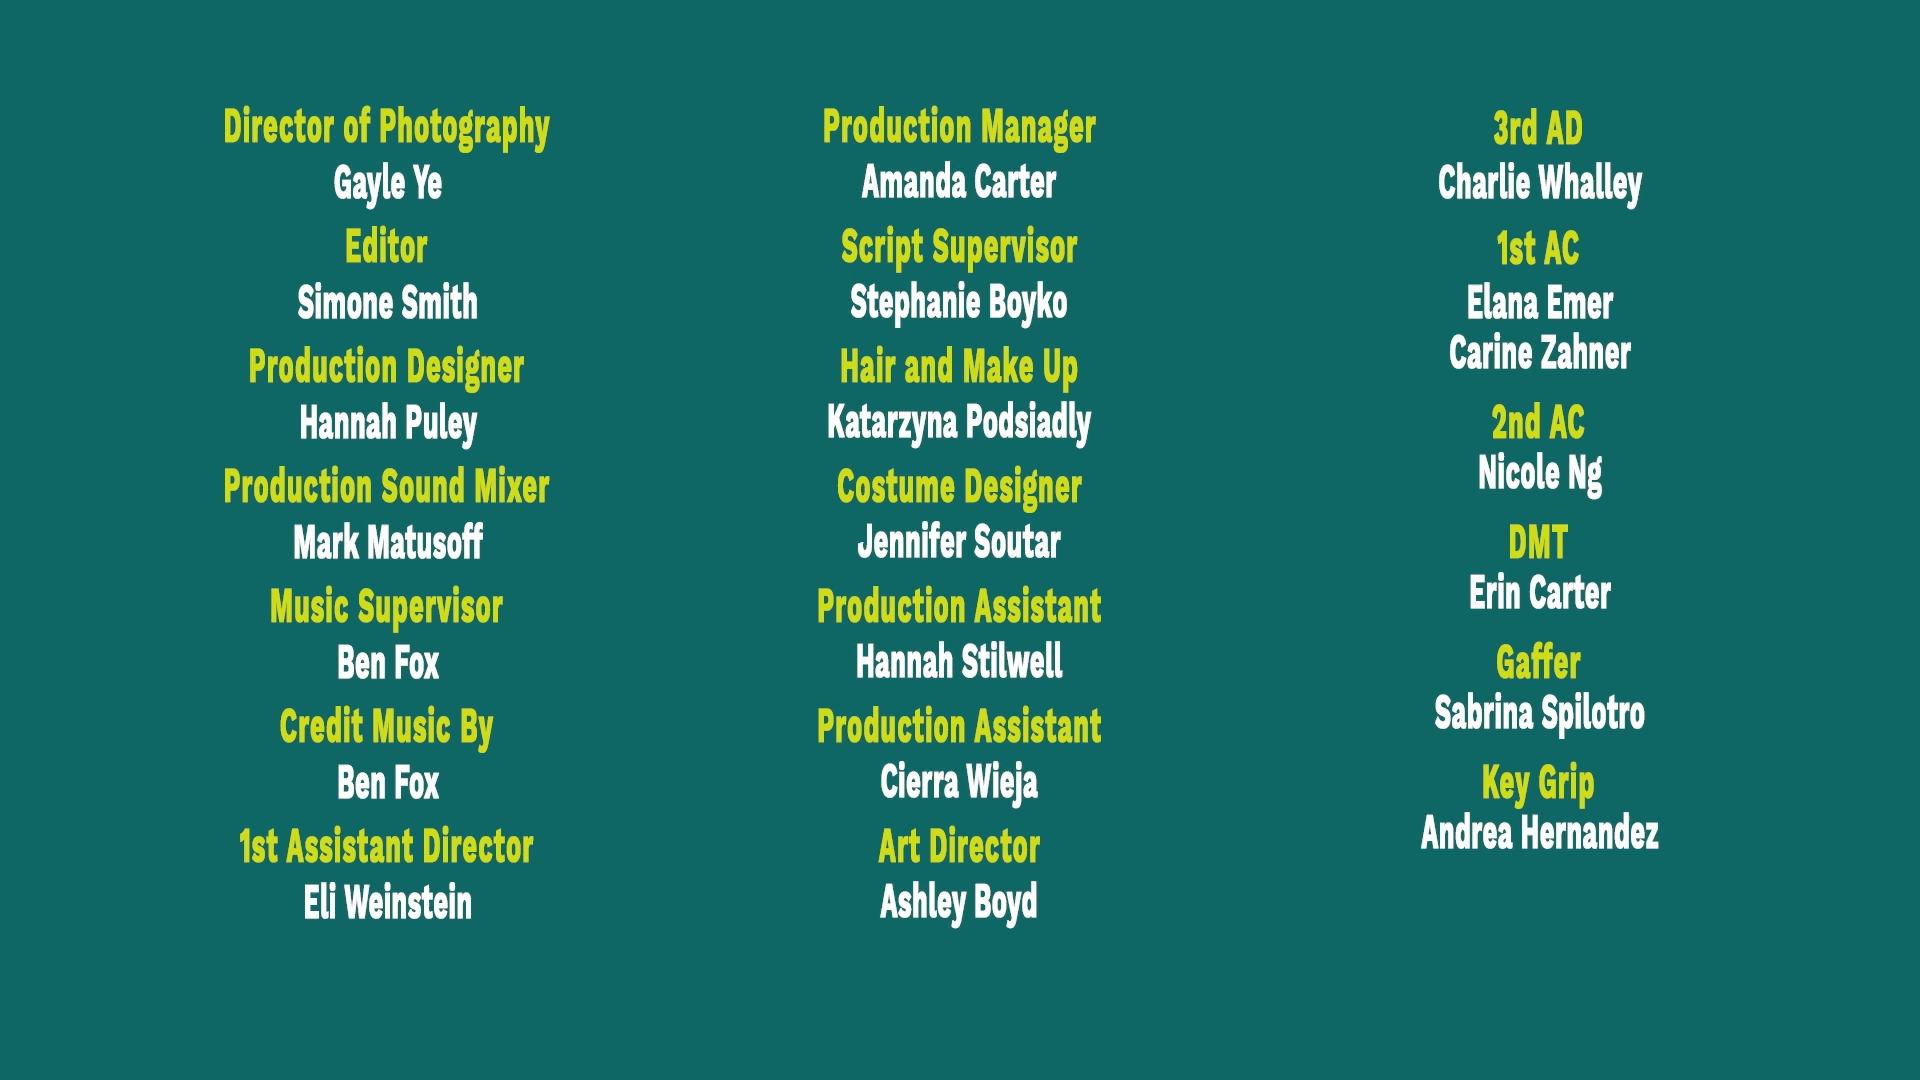 Director of Photography
Gayle Ye
Editor
Simone Smith
Production Designer
Hannah Puley
Production Sound Mixer
Mark Matusoff
Music Supervisor
Ben Fox
Credit Music By
Ben Fox
1st Assistant Director
Eli Weinstein
Production Manager
Amanda Carter
Script Supervisor
Stephanie Boyko
Hair and Make Up
Katarzyna Podsiadly
Costume Designer
Jennifer Soutar
Production Assistant
Hannah Stilwell
Production Assistant
Cierra Wieja
Art Director
Ashley Boyd
3rd AD
Charlie Whalley
1st AC
Elana Emer
Carine Zahner
2nd AC
Nicole Ng
DMT
Erin Carter
Gaffer
Sabrina Spilotro
Key Grip
Andrea Hernandez